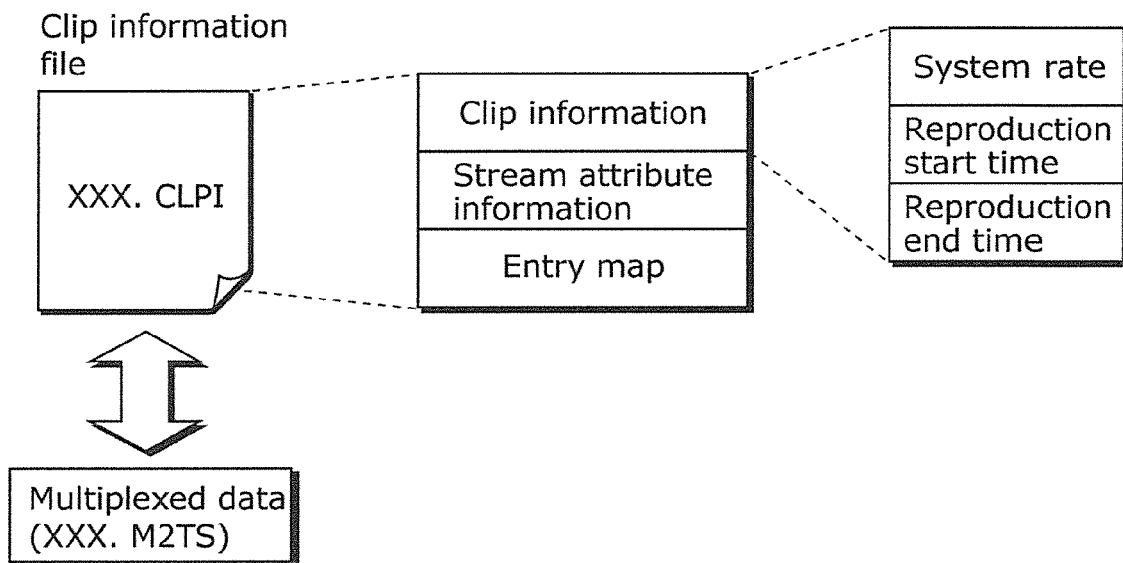 Clip information
file
XXX. CLPI
Multiplexed data
(XXX. M2TS)
Clip information
Stream attribute
information
Entry map
System rate
Reproduction
start time
Reproduction
end time